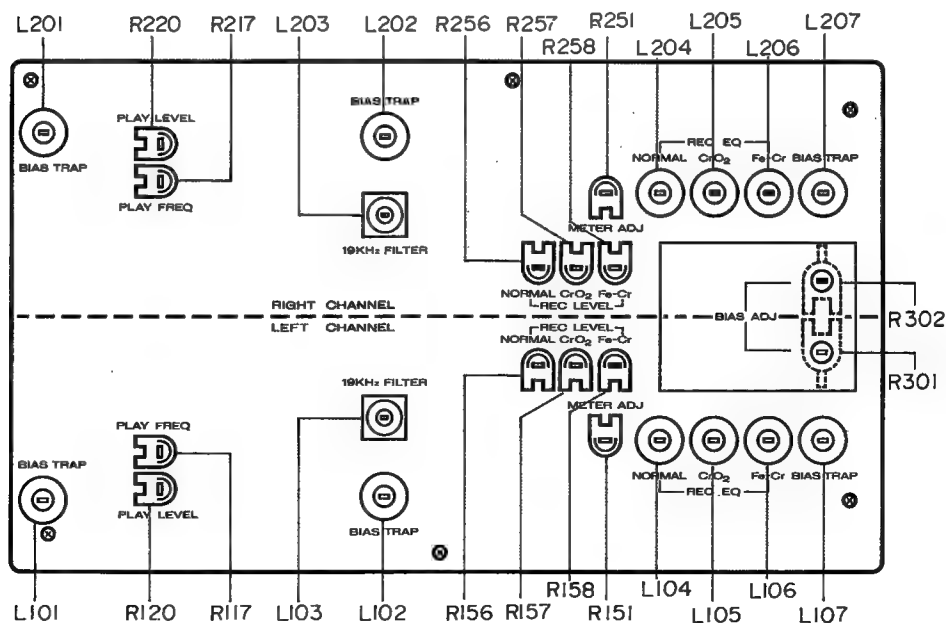 L201 R220 R217 L203 L202 R256 R257 R258 R251 L204 L205 L206 L207
PLAY LEVEL
BIAS TRAP
BIAS TRAP
PLAY FREQ
REC EQ
NORMAL CrO2 Fe-Cr BIAS TRAP
19KHz FILTER
METER ADJ
NORMAL CrO2 Fe-Cr
REC LEVEL
RIGHT CHANNEL
BIAS ADJ
R302
LEFT CHANNEL
REC LEVEL
NORMAL CrO2 Fe-Cr
R301
19KHz FILTER
METER ADJ
PLAY FREQ
BIAS TRAP
PLAY LEVEL
NORMAL CrO2 Fe-Cr BIAS TRAP
REC EQ
BIAS TRAP
L101 R120 R117 L103 L102 R156 R157 R158 R151 L104 L105 L106 L107